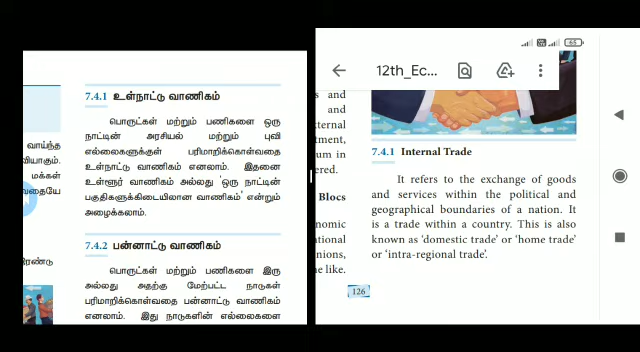 7.4.1 உள்நாட்டு வாணிகம்
பொருட்கள் மற்றும் பணிகளை ஒரு
நாட்டின் அரசியல் மற்றும் புவி
எல்லைகளுக்குள் பரிமாறிக்கொள்வதை
உள்நாட்டு வாணிகம் எனலாம். இதனை
உள்ளூர் வாணிகம் அல்லது 'ஒரு நாட்டின்
பகுதிகளுக்கிடையிலான வாணிகம்' என்றும்
அழைக்கலாம்.
7.4.2 பன்னாட்டு வாணிகம்
பொருட்கள் மற்றும் பணிகளை இரு
அல்லது அதற்கு மேற்பட்ட நாடுகள்
பரிமாறிக்கொள்வதை பன்னாட்டு வாணிகம்
எனலாம். இது நாடுகளின் எல்லைகளை
வாய்ந்த
மக்கள்
65
12th_Ec...
s and
and
ternal
tment,
um in
ered.
Blocs
nomic
ational
nions,
he like.
7.4.1 Internal Trade
It refers to the exchange of goods
and services within the political and
geographical boundaries of a nation. It
is a trade within a country. This is also
known as 'domestic trade' or 'home trade'
or 'intra-regional trade'.
126